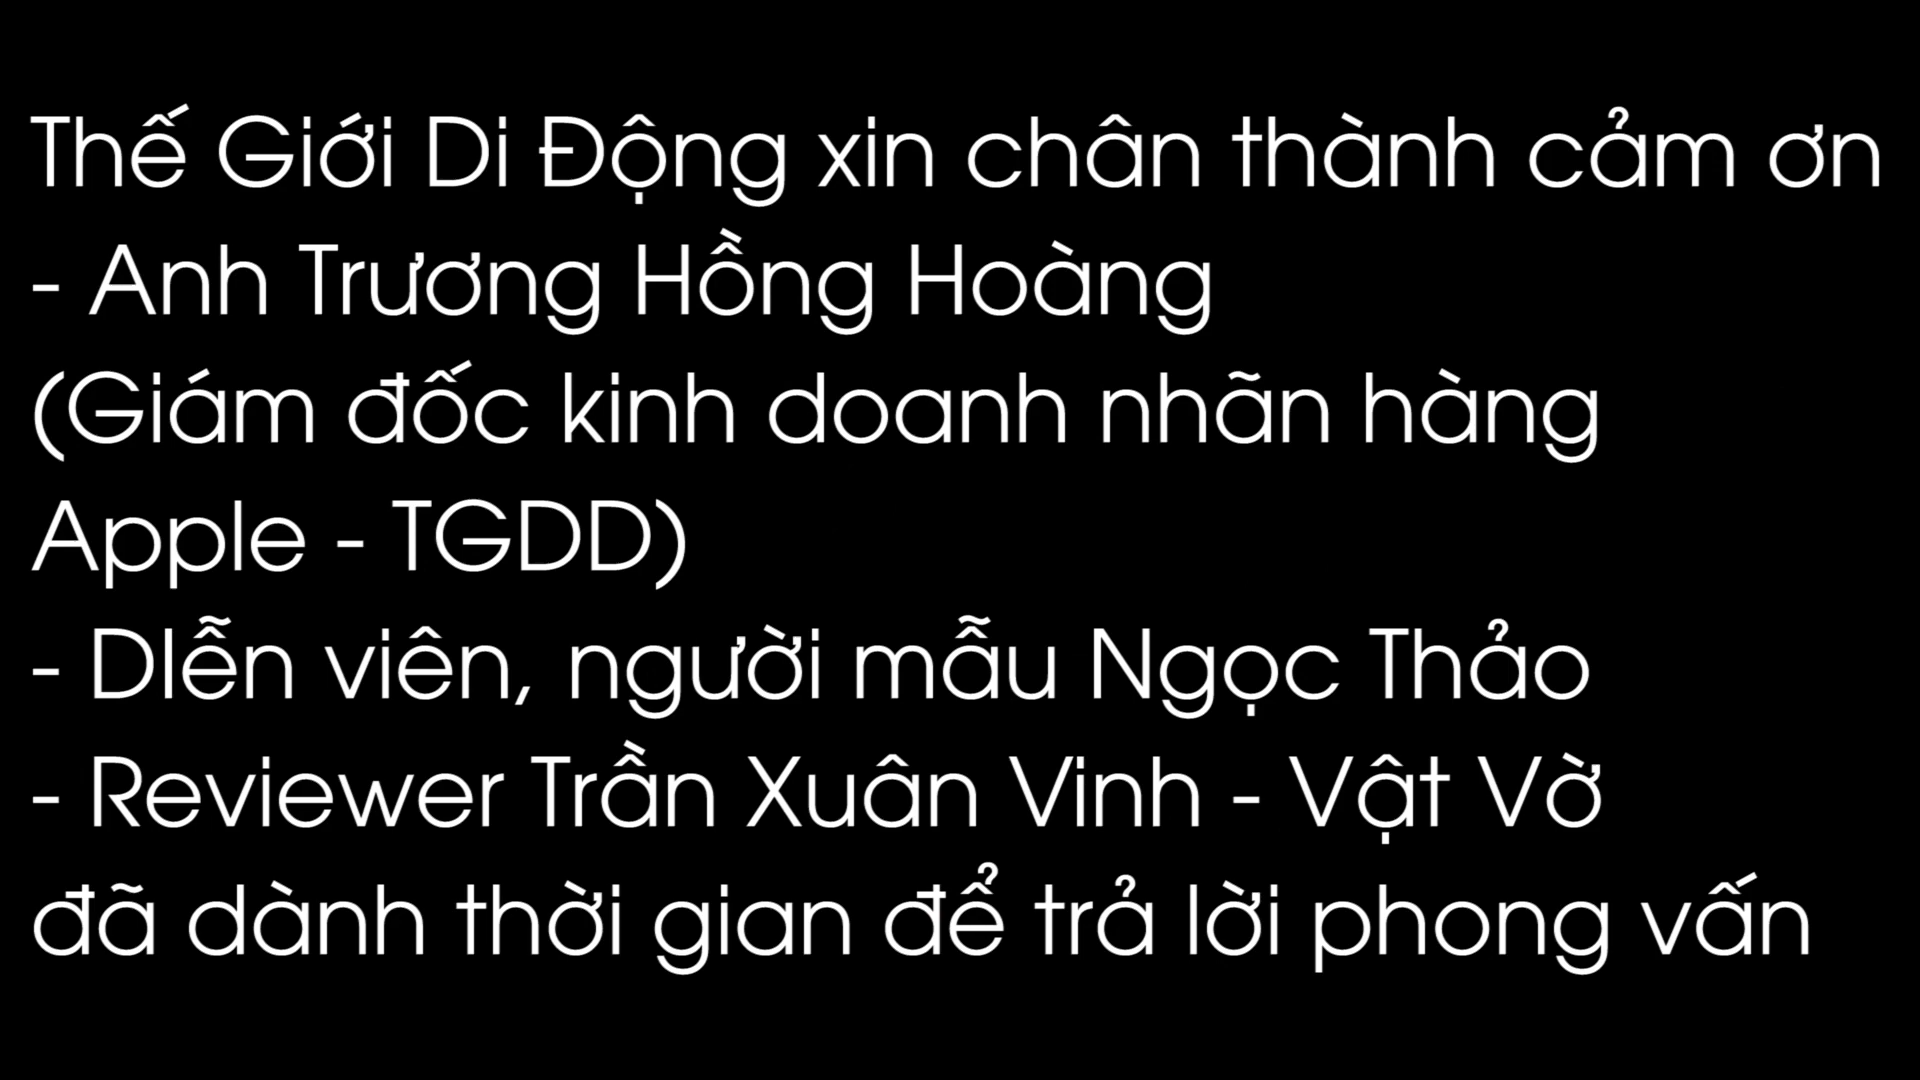 Thế Giới Di Động xin chân thành cảm ơn
- Anh Trương Hồng Hoàng
(Giám đốc kinh doanh nhãn hàng
Apple - TGDD)
- DIễn viên, người mẫu Ngọc Thảo
- Reviewer Trần Xuân Vinh - Vật Vờ
đã dành thời gian để trả lời phong vấn